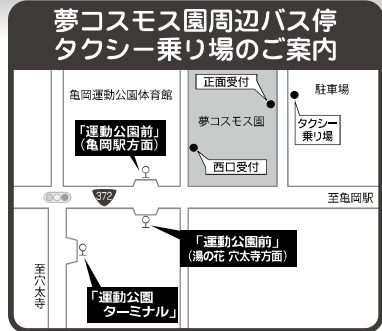 夢コスモス園周辺バス停
タクシー乗り場のご案内
正面受付
亀岡運動公園体育館
駐車場
夢コスモス園
タクシー
乗り場
「運動公園前」
(亀岡駅方面)
西口受付
372
至亀岡駅
「運動公園前」
(湯の花 穴太寺方面)
至穴太寺
「運動公園
ターミナル」